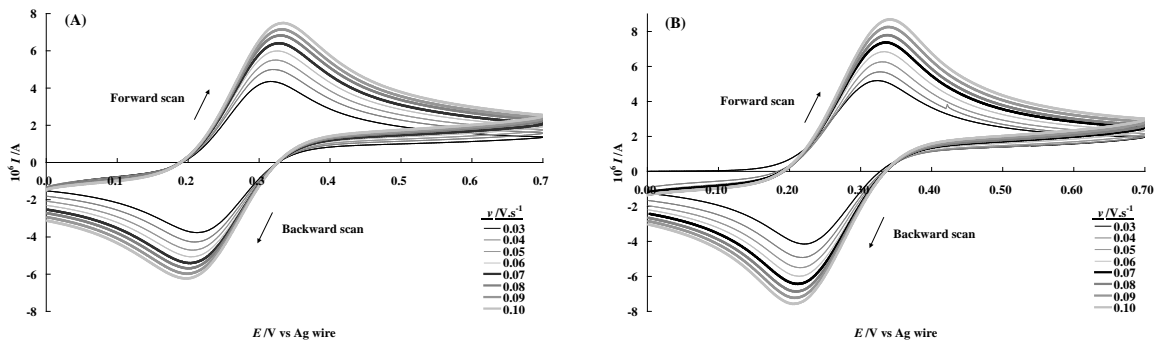 (A)
8
6
4
2
0
-2
-4
-6
-8
10⁶ I /A
0.0 0.1 0.2 0.3 0.4 0.5 0.6 0.7
Forward scan
Backward scan
v /V.s⁻¹
0.03
0.04
0.05
0.06
0.07
0.08
0.09
0.10
E /V vs Ag wire
(B)
8
6
4
2
0
-2
-4
-6
-8
10⁶ I /A
0.00 0.10 0.20 0.30 0.40 0.50 0.60 0.70
Forward scan
Backward scan
v /V.s⁻¹
0.03
0.04
0.05
0.06
0.07
0.08
0.09
0.10
E /V vs Ag wire